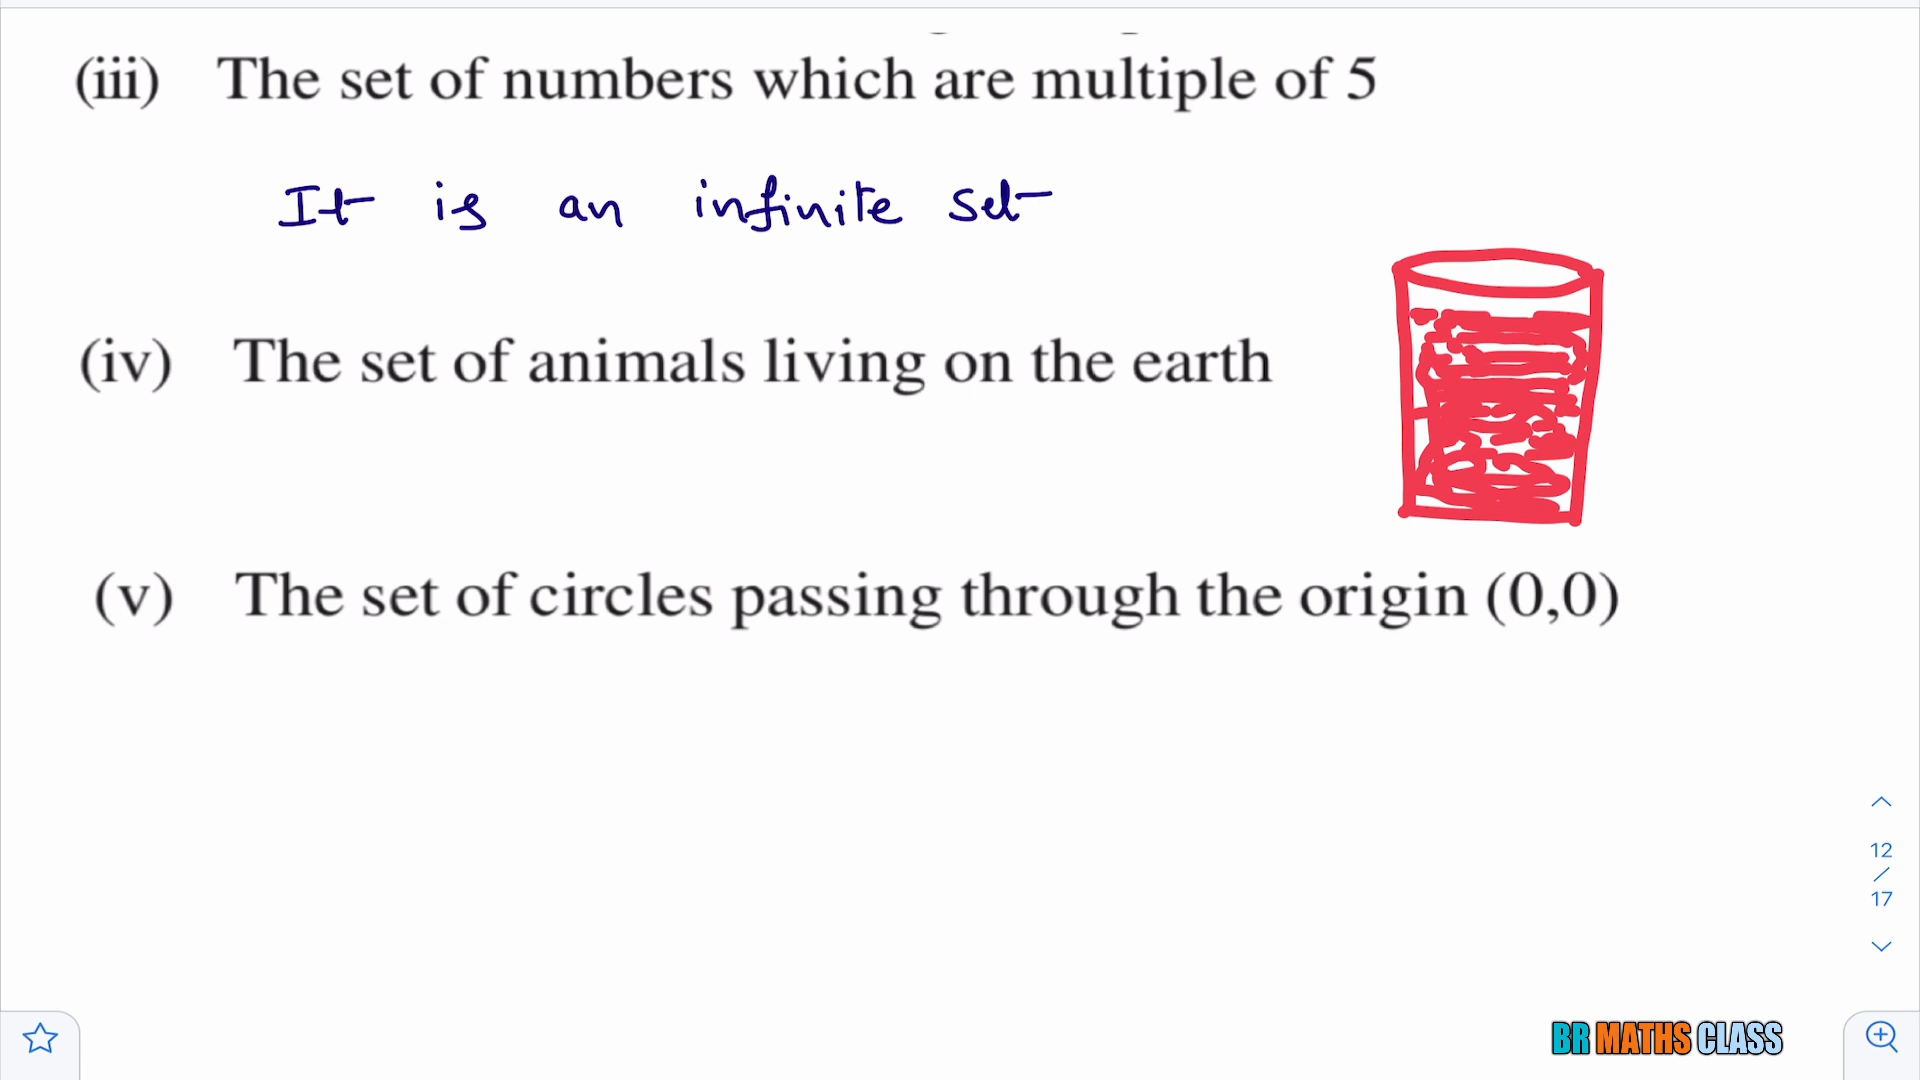 (iii) The set of numbers which are multiple of 5
It is an infinite set
(iv) The set of animals living on the earth
(v) The set of circles passing through the origin (0,0)
12
/
17
BR MATHS CLASS